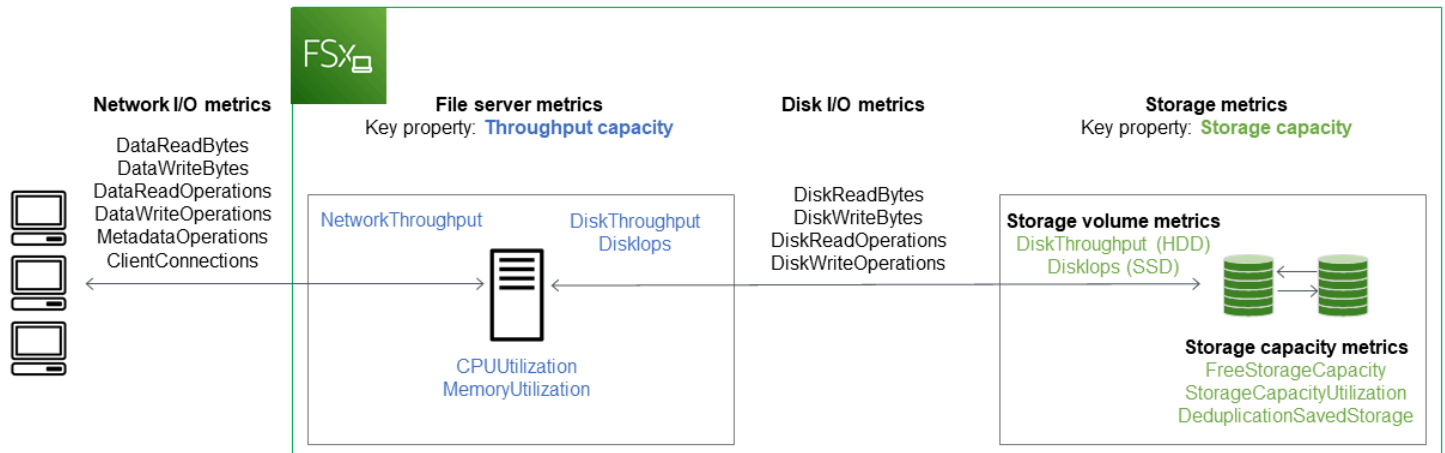 FSx
Network I/O metrics
DataReadBytes
DataWriteBytes
DataReadOperations
DataWriteOperations
MetadataOperations
ClientConnections
File server metrics
Key property: Throughput capacity
NetworkThroughput
DiskThroughput
DiskIops
CPUUtilization
MemoryUtilization
Disk I/O metrics
DiskReadBytes
DiskWriteBytes
DiskReadOperations
DiskWriteOperations
Storage metrics
Key property: Storage capacity
Storage volume metrics
DiskThroughput (HDD)
DiskIops (SSD)
Storage capacity metrics
FreeStorageCapacity
StorageCapacityUtilization
DeduplicationSavedStorage